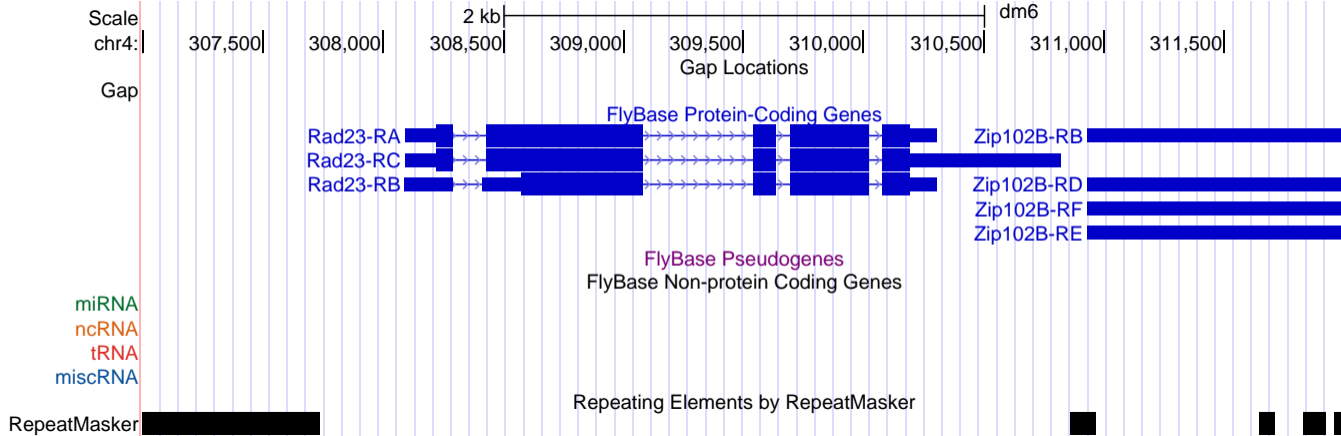 Scale 2 kb dm6
chr4: 307,500 308,000 308,500 309,000 309,500 310,000 310,500 311,000 311,500
Gap Locations
Gap
FlyBase Protein-Coding Genes
Rad23-RA Zip102B-RB
Rad23-RC
Rad23-RB Zip102B-RD
Zip102B-RF
Zip102B-RE
FlyBase Pseudogenes
FlyBase Non-protein Coding Genes
miRNA
ncRNA
tRNA
miscRNA
Repeating Elements by RepeatMasker
RepeatMasker